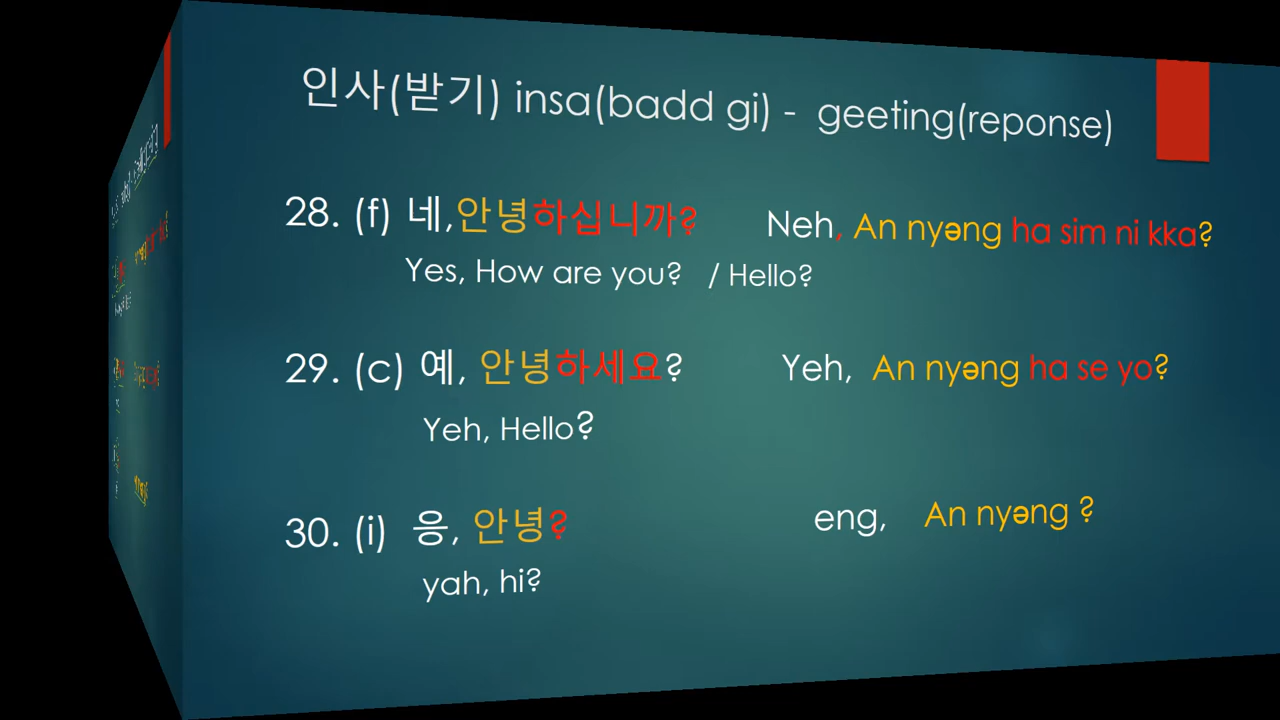 인사(받기) insa(badd gi) - geeting(reponse)
28. (f) 네,안녕하십니까? Neh, An nyəng ha sim ni kka?
Yes, How are you? / Hello?
29. (c) 예, 안녕하세요? Yeh, An nyəng ha se yo?
Yeh, Hello?
30. (i) 응, 안녕? eng, An nyəng ?
yah, hi?